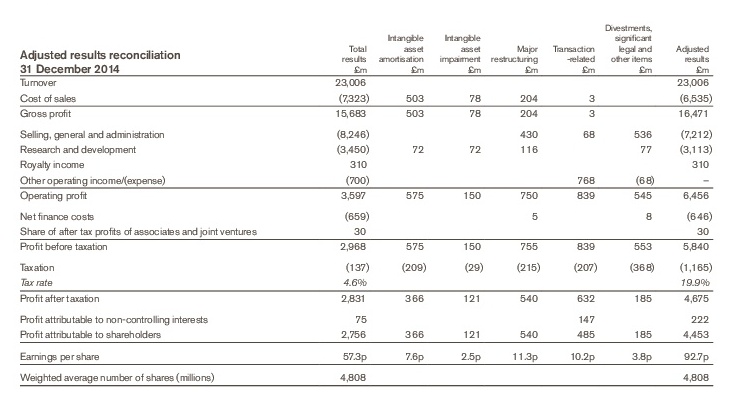 Adjusted results reconciliation
31 December 2014
Total results £m
Intangible asset amortisation £m
Intangible asset impairment £m
Major restructuring £m
Transaction -related £m
Divestments, significant legal and other items £m
Adjusted results £m
Turnover 23,006 23,006
Cost of sales (7,323) 503 78 204 3 (6,535)
Gross profit 15,683 503 78 204 3 16,471
Selling, general and administration (8,246) 430 68 536 (7,212)
Research and development (3,450) 72 72 116 77 (3,113)
Royalty income 310 310
Other operating income/(expense) (700) 768 (68) –
Operating profit 3,597 575 150 750 839 545 6,456
Net finance costs (659) 5 8 (646)
Share of after tax profits of associates and joint ventures 30 30
Profit before taxation 2,968 575 150 755 839 553 5,840
Taxation (137) (209) (29) (215) (207) (368) (1,165)
Tax rate 4.6% 19.9%
Profit after taxation 2,831 366 121 540 632 185 4,675
Profit attributable to non-controlling interests 75 147 222
Profit attributable to shareholders 2,756 366 121 540 485 185 4,453
Earnings per share 57.3p 7.6p 2.5p 11.3p 10.2p 3.8p 92.7p
Weighted average number of shares (millions) 4,808 4,808